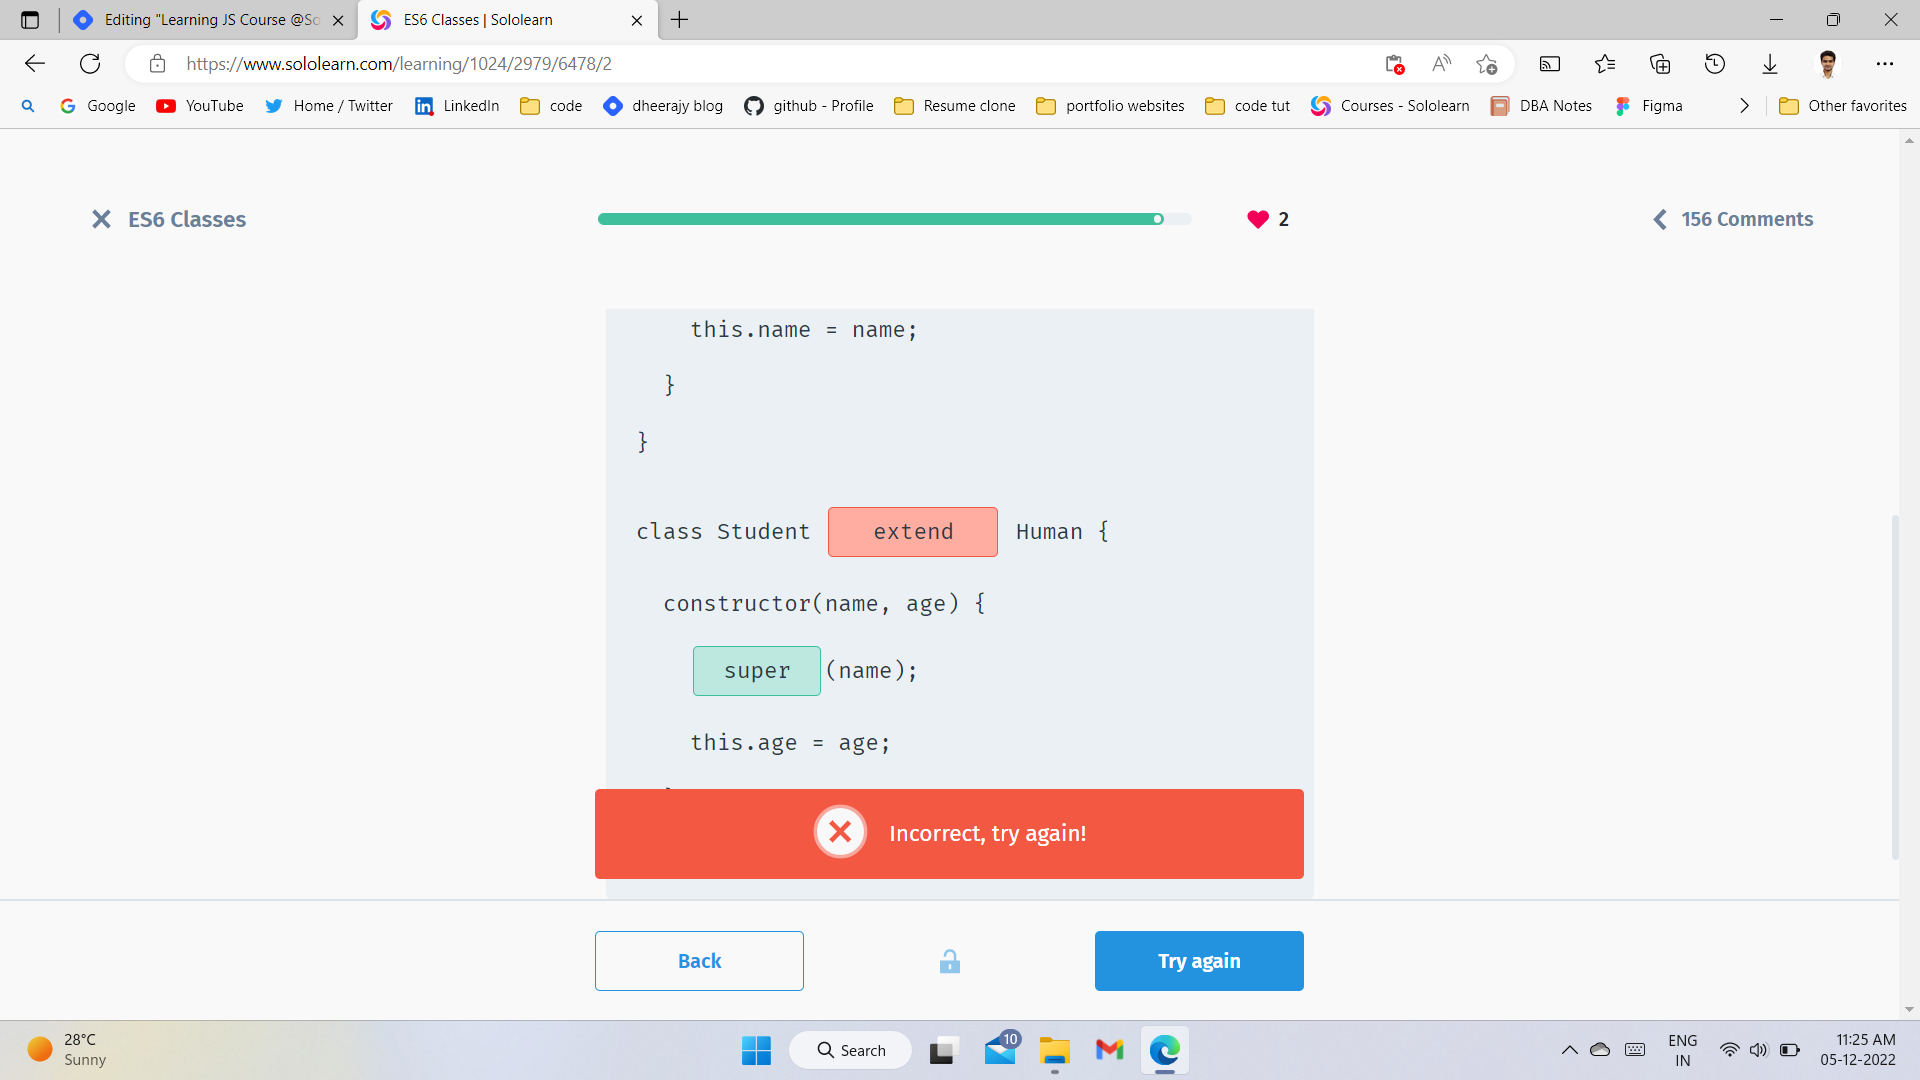 Editing "Learning JS Course @So
ES6 Classes | Sololearn
https://www.sololearn.com/learning/1024/2979/6478/2
Google
YouTube
Home / Twitter
LinkedIn
code
dheerajy blog
github - Profile
Resume clone
portfolio websites
code tut
Courses - Sololearn
DBA Notes
Figma
Other favorites
ES6 Classes
2
156 Comments
this.name = name;
}
}
class Student extend Human {
constructor(name, age) {
super (name);
this.age = age;
Incorrect, try again!
Back
Try again
28°C
Sunny
Search
10
ENG
IN
11:25 AM
05-12-2022